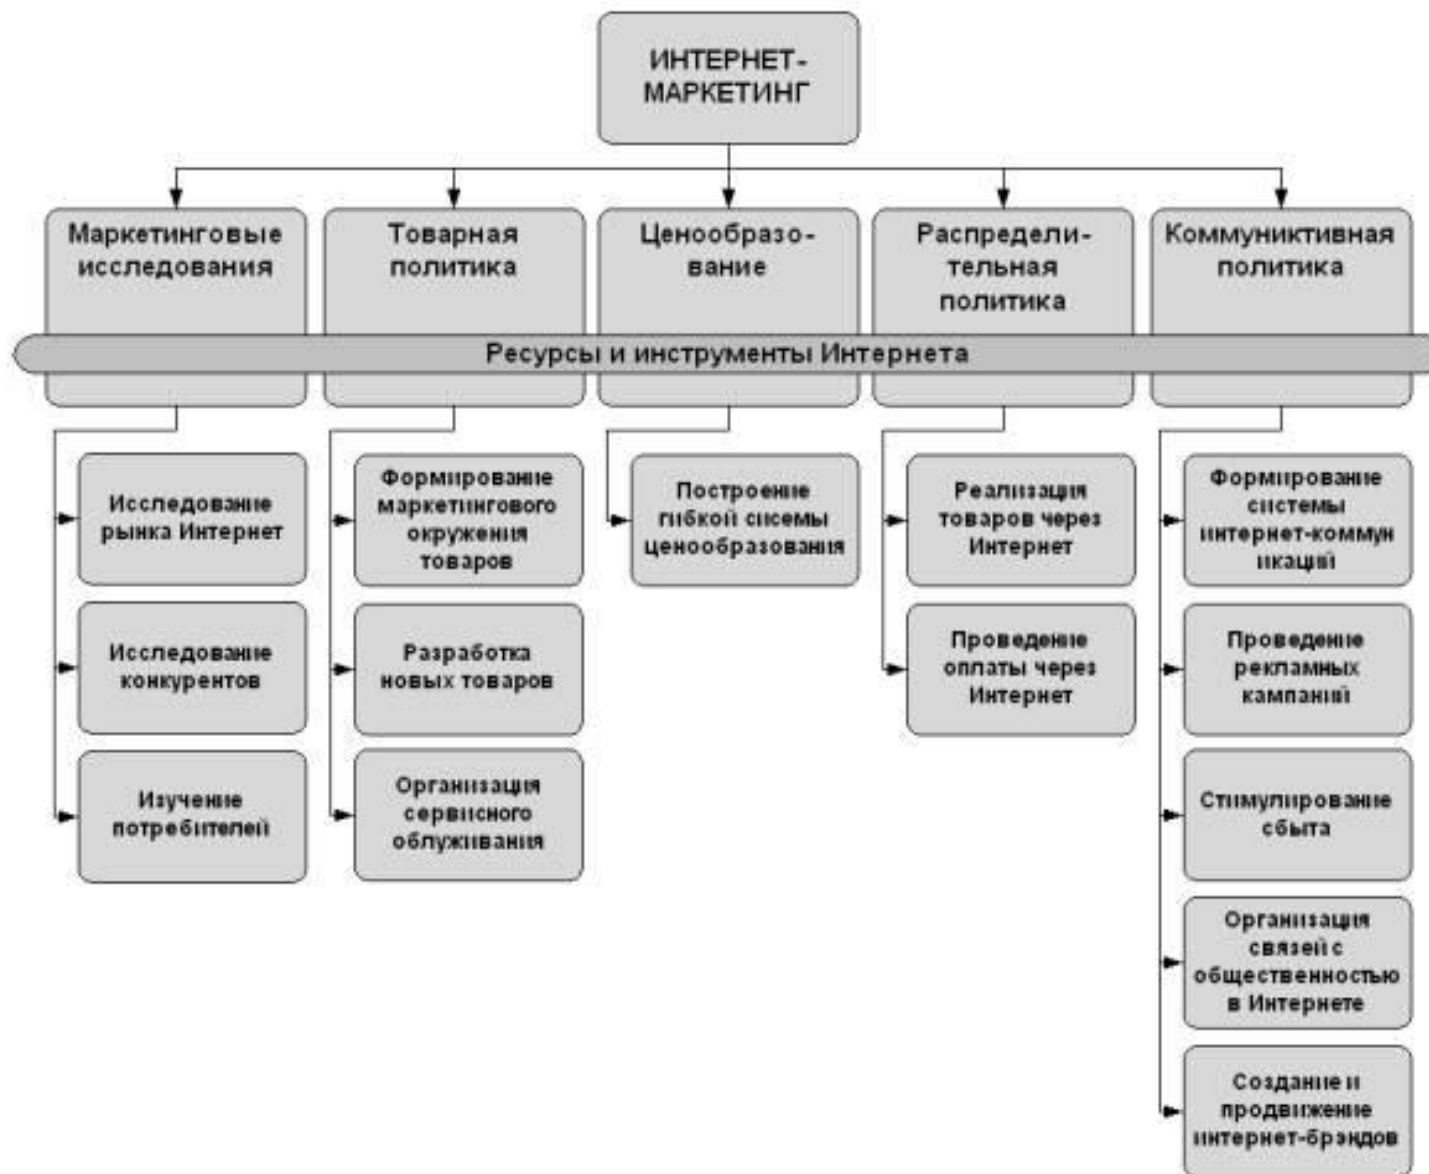 ИНТЕРНЕТ-
МАРКЕТИНГ
Маркетинговые
исследования
Товарная
политика
Ценообразо-
вание
Распредели-
тельная
политика
Коммуниктивная
политика
Ресурсы и инструменты Интернета
Исследование
рынка Интернет
Исследование
конкурентов
Изучение
потребителей
Формирование
маркетингового
окружения
товаров
Разработка
новых товаров
Организация
сервисного
облуживания
Построение
гибкой сисемы
ценообразования
Реализация
товаров через
Интернет
Проведение
оплаты через
Интернет
Формирование
системы
интернет-коммун
икаций
Проведение
рекламных
кампаний
Стимулирование
сбыта
Организация
связей с
общественностью
в Интернете
Создание и
продвижение
интернет-брэндов